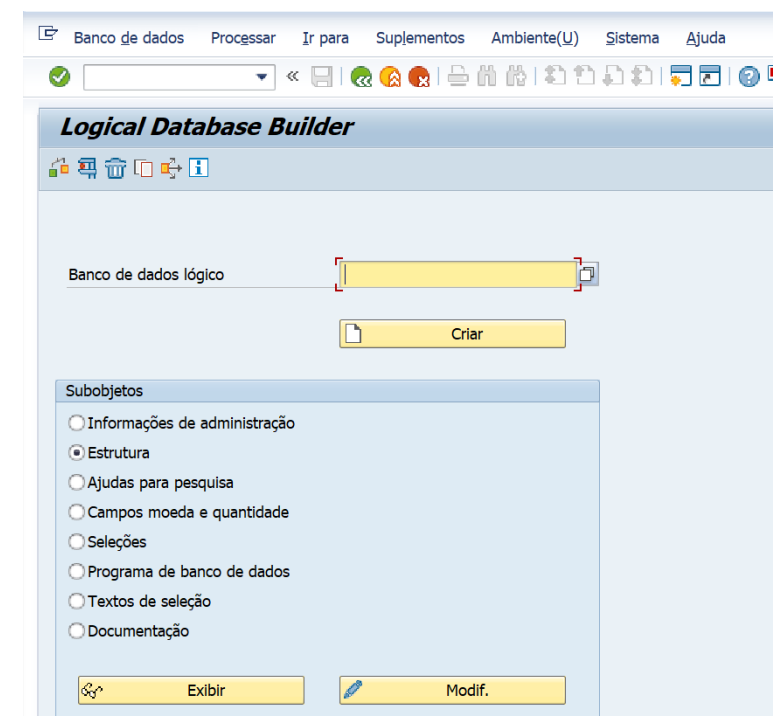 Banco de dados Processar Ir para Suplementos Ambiente(U) Sistema Ajuda
Logical Database Builder
Banco de dados lógico
Criar
Subobjetos
Informações de administração
Estrutura
Ajudas para pesquisa
Campos moeda e quantidade
Seleções
Programa de banco de dados
Textos de seleção
Documentação
Exibir Modif.